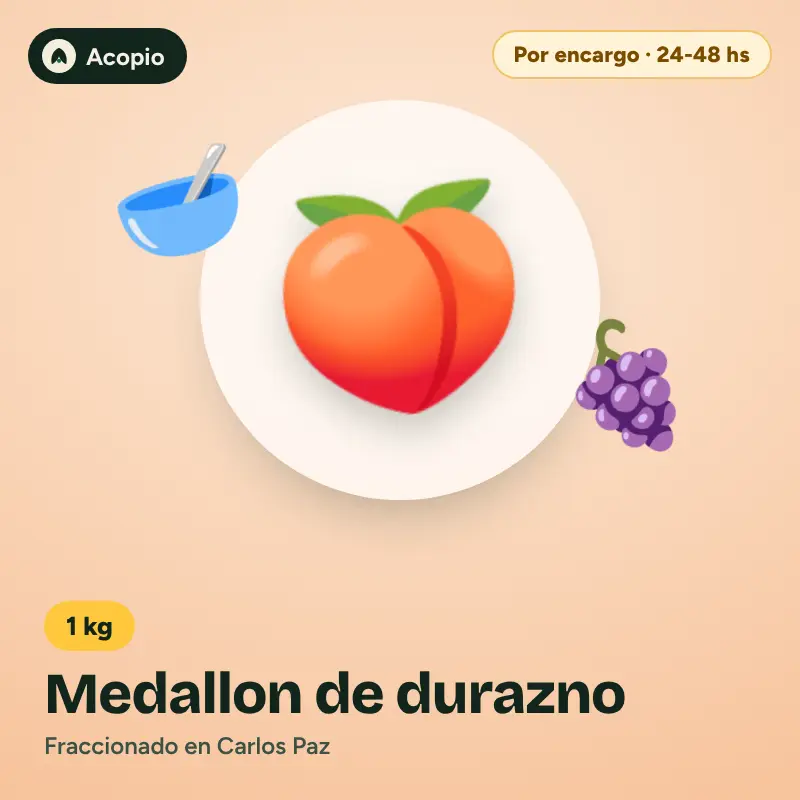 Acopio
Por encargo · 24-48 hs
1 kg
Medallon de durazno
Fraccionado en Carlos Paz